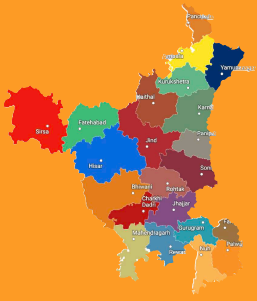 Panchkula
Ambala
Yamunanagar
Kurukshetra
Kaithal
Karnal
Fatehabad
Sirsa
Jind
Panipat
Hisar
Sonipat
Bhiwani
Rohtak
Charkhi
Dadri
Jhajjar
Gurugram
Mahendragarh
Rewari
Nuh
Palwal